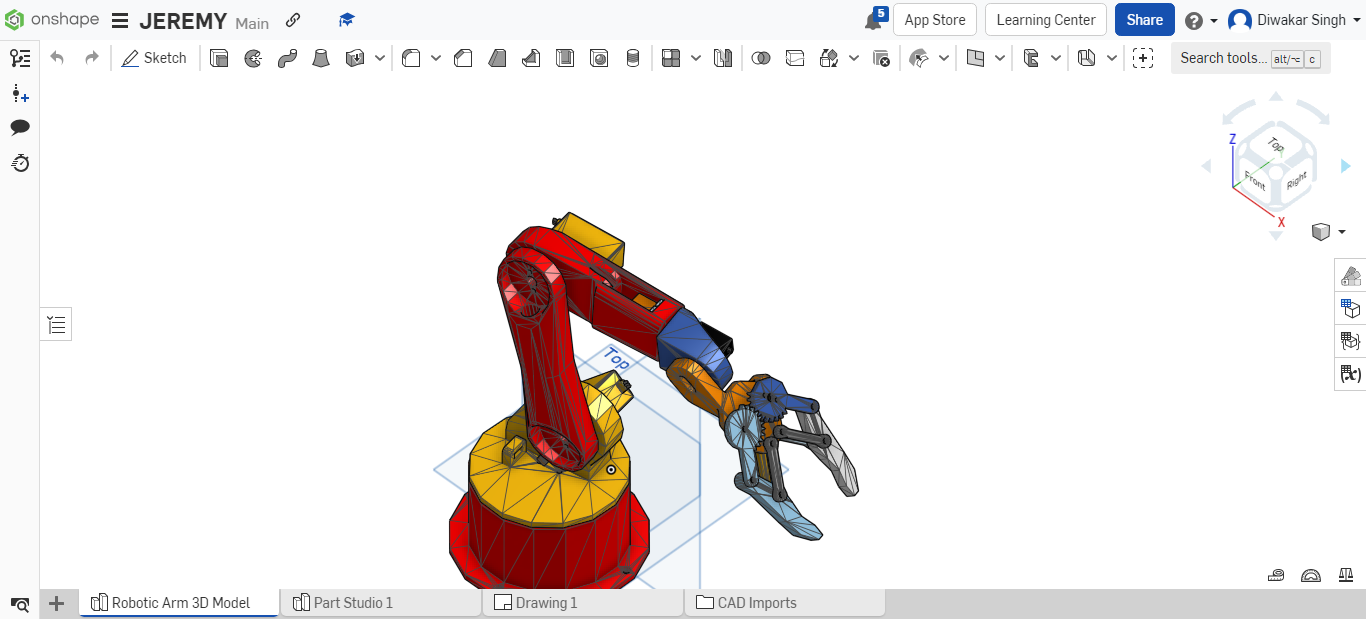 onshape JEREMY Main 5 App Store Learning Center Share Diwakar Singh
Sketch Search tools... alt/⌥ c
Z
Top
Front
Right
X
Top
Robotic Arm 3D Model Part Studio 1 Drawing 1 CAD Imports